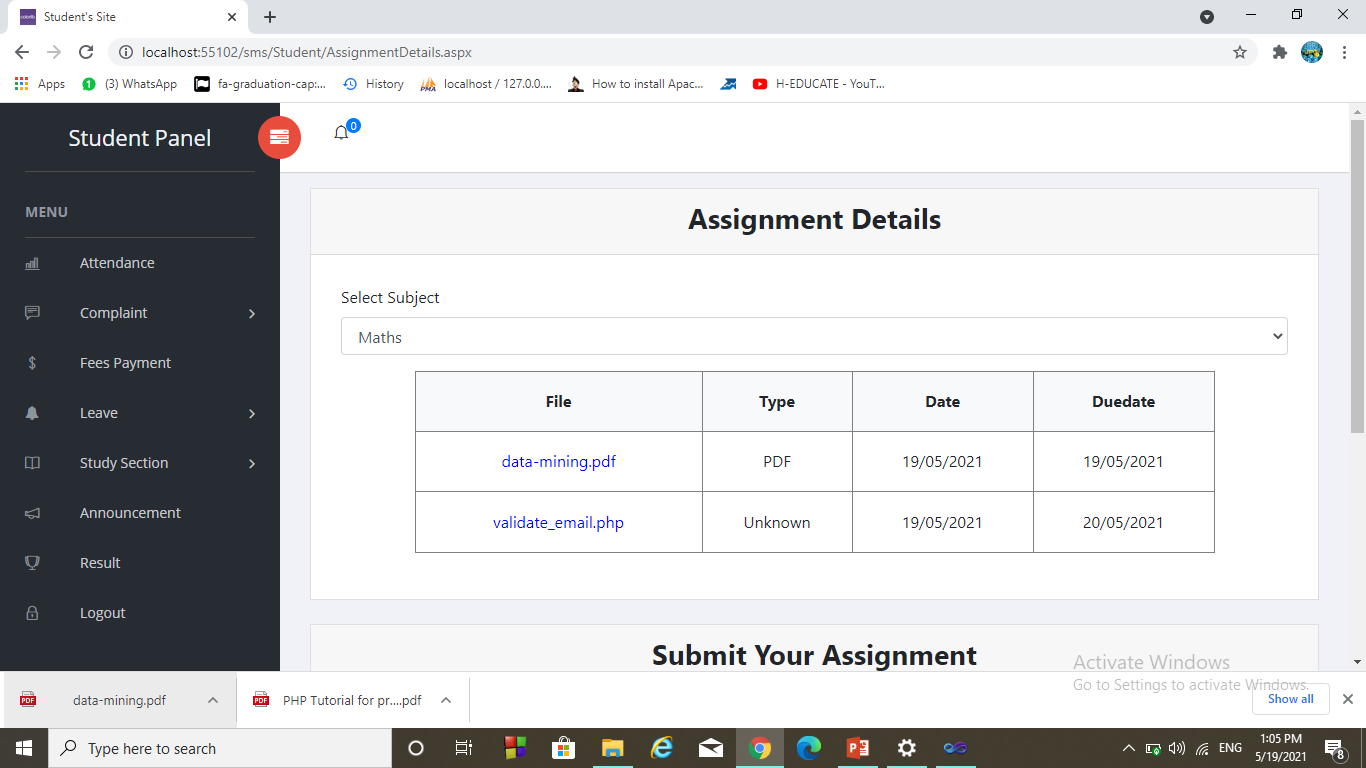 Student's Site
localhost:55102/sms/Student/AssignmentDetails.aspx
Apps
(3) WhatsApp
fa-graduation-cap:...
History
localhost / 127.0.0....
How to install Apac...
H-EDUCATE - YouT...
Student Panel
0
MENU
Attendance
Complaint
Fees Payment
Leave
Study Section
Announcement
Result
Logout
Assignment Details
Select Subject
Maths
File Type Date Duedate
data-mining.pdf PDF 19/05/2021 19/05/2021
validate_email.php Unknown 19/05/2021 20/05/2021
Submit Your Assignment
Activate Windows
Go to Settings to activate Windows.
PDF data-mining.pdf
PDF PHP Tutorial for pr....pdf
Show all
Type here to search
ENG
1:05 PM
5/19/2021
8